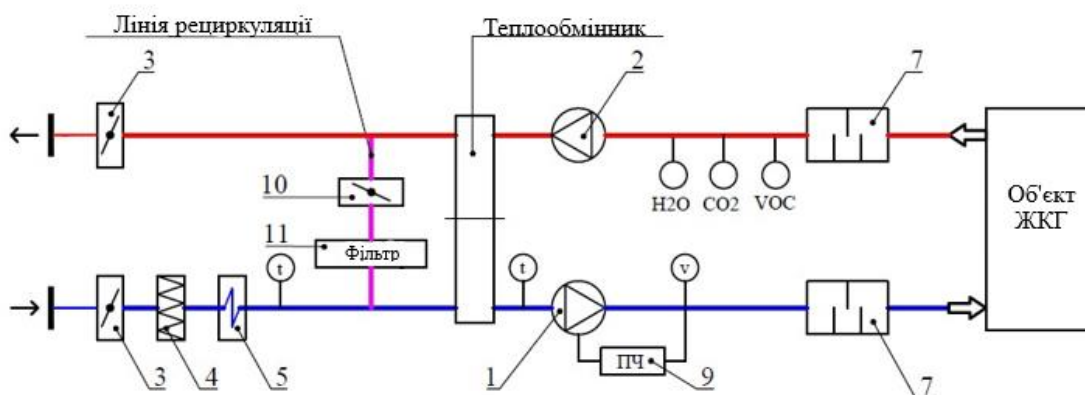 Лінія рециркуляції
Теплообмінник
3
2
7
10
H2O
CO2
VOC
Об'єкт
ЖКГ
11
Фільтр
t
t
v
ПЧ
3
4
5
1
9
7